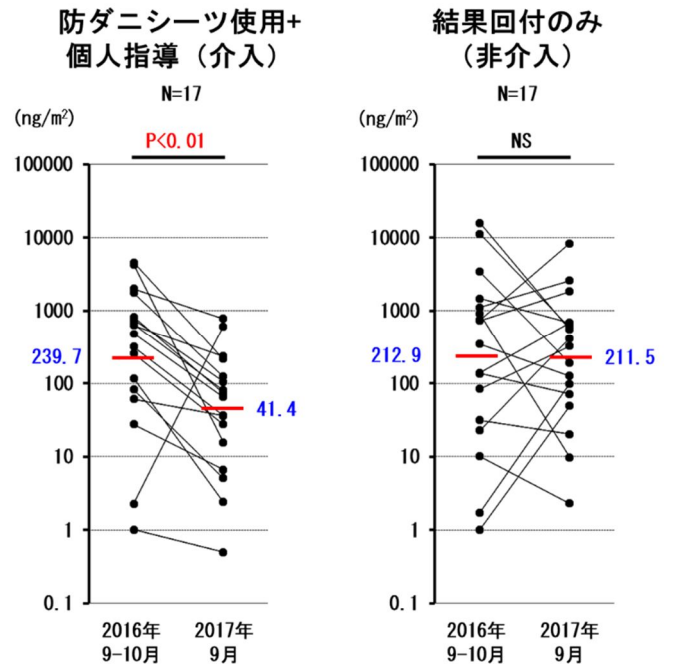 防ダニシーツ使用+
個人指導（介入）
N=17
(ng/m²)
P<0.01
100000
10000
1000
100
10
1
0.1
239.7
41.4
2016年
9-10月
2017年
9月
結果回付のみ
（非介入）
N=17
(ng/m²)
NS
100000
10000
1000
100
10
1
0.1
212.9
211.5
2016年
9-10月
2017年
9月